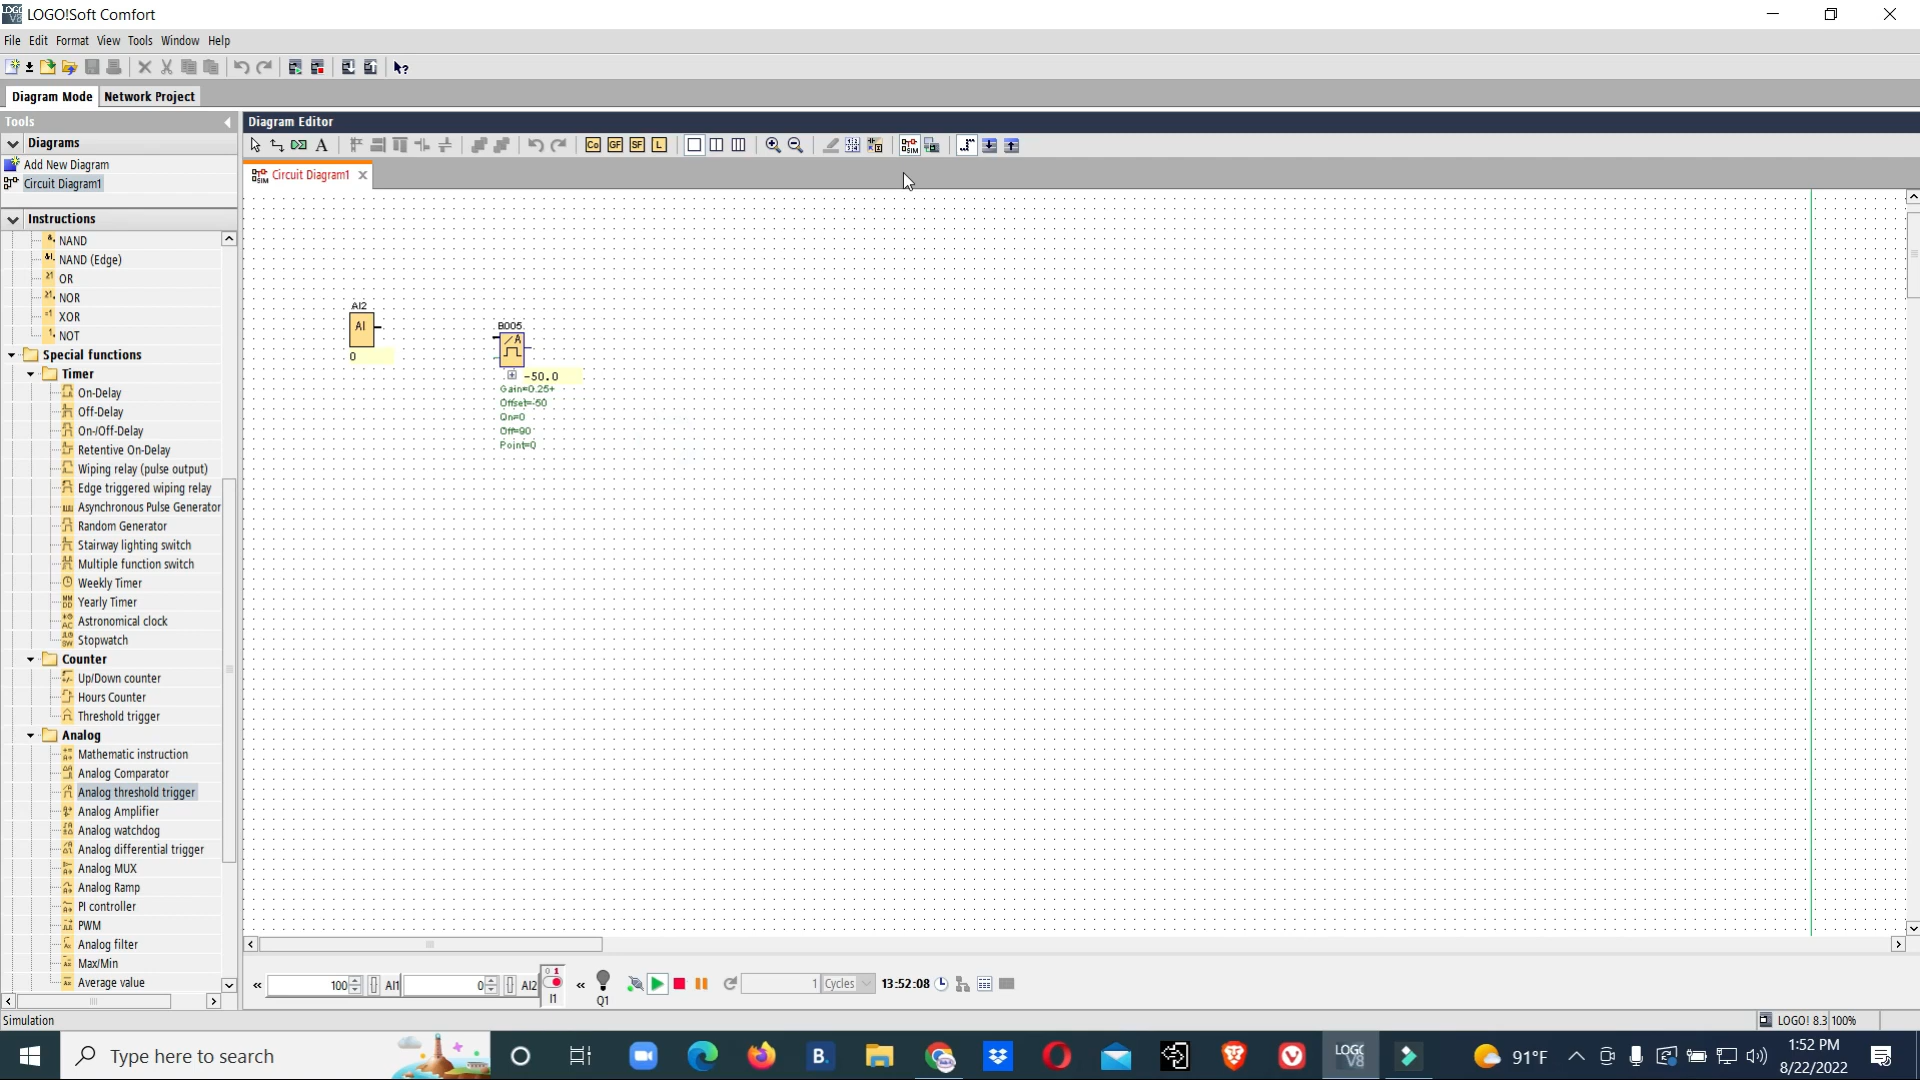 LOGO!Soft Comfort
File Edit Format View Tools Window Help
Diagram Mode Network Project
Tools
Diagrams
Add New Diagram
Circuit Diagram1
Instructions
NAND
NAND (Edge)
OR
NOR
XOR
NOT
Special functions
Timer
On-Delay
Off-Delay
On-/Off-Delay
Retentive On-Delay
Wiping relay (pulse output)
Edge triggered wiping relay
Asynchronous Pulse Generator
Random Generator
Stairway lighting switch
Multiple function switch
Weekly Timer
Yearly Timer
Astronomical clock
Stopwatch
Counter
Up/Down counter
Hours Counter
Threshold trigger
Analog
Mathematic instruction
Analog Comparator
Analog threshold trigger
Analog Amplifier
Analog watchdog
Analog differential trigger
Analog MUX
Analog Ramp
PI controller
PWM
Analog filter
Max/Min
Average value
Diagram Editor
A Co GF SF L
Circuit Diagram1
AI2
AI
0
B005
/A
-50.0
Gain=0.25+
Offset=-50
On=0
Off=90
Point=0
« 100 AI1 0 AI2 0 1 I1 « Q1 1 Cycles 13:52:08
Simulation
LOGO! 8.3 100%
Type here to search
B.
LOGO V8
91°F
1:52 PM
8/22/2022